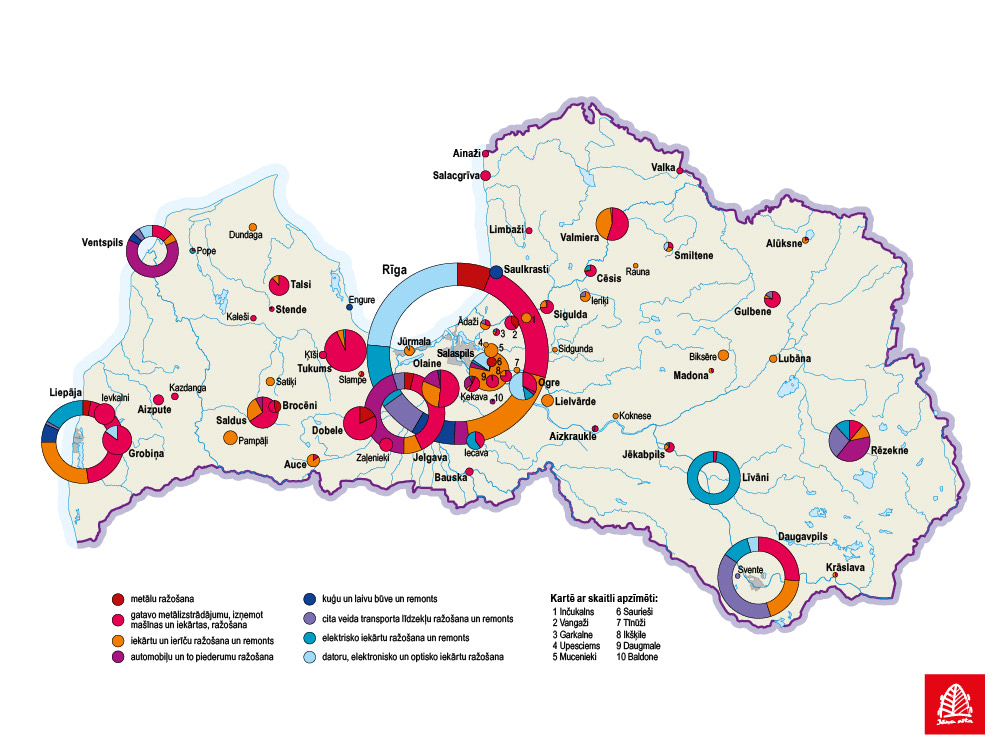 Ainaži
Salacgrīva
Valka
Limbaži
Valmiera
Smiltene
Alūksne
Rauna
Cēsis
Ieriķi
Gulbene
Ventspils
Pope
Dundaga
Talsi
Stende
Kaleši
Engure
Rīga
Saulkrasti
Sigulda
Ādaži
1
2
3
4
5
6
7
8
9
10
Sidgunda
Jūrmala
Salaspils
Olaine
Ķekava
Ogre
Lielvārde
Koknese
Aizkraukle
Biksēre
Madona
Lubāna
Ķīši
Tukums
Slampe
Liepāja
Ievkalni
Kazdanga
Aizpute
Grobiņa
Satiķi
Brocēni
Saldus
Pampāļi
Dobele
Zaļenieki
Jelgava
Iecava
Auce
Bauska
Jēkabpils
Līvāni
Rēzekne
Daugavpils
Svente
Krāslava
metālu ražošana
gatavo metālizstrādājumu, izņemot
mašīnas un iekārtas, ražošana
iekārtu un ierīču ražošana un remonts
automobiļu un to piederumu ražošana
kuģu un laivu būve un remonts
cita veida transporta līdzekļu ražošana un remonts
elektrisko iekārtu ražošana un remonts
datoru, elektronisko un optisko iekārtu ražošana
Kartē ar skaitli apzīmēti:
1 Inčukalns
2 Vangaži
3 Garkalne
4 Upesciems
5 Mucenieki
6 Saurieši
7 Tīnūži
8 Ikšķile
9 Daugmale
10 Baldone
Jāņa sēta